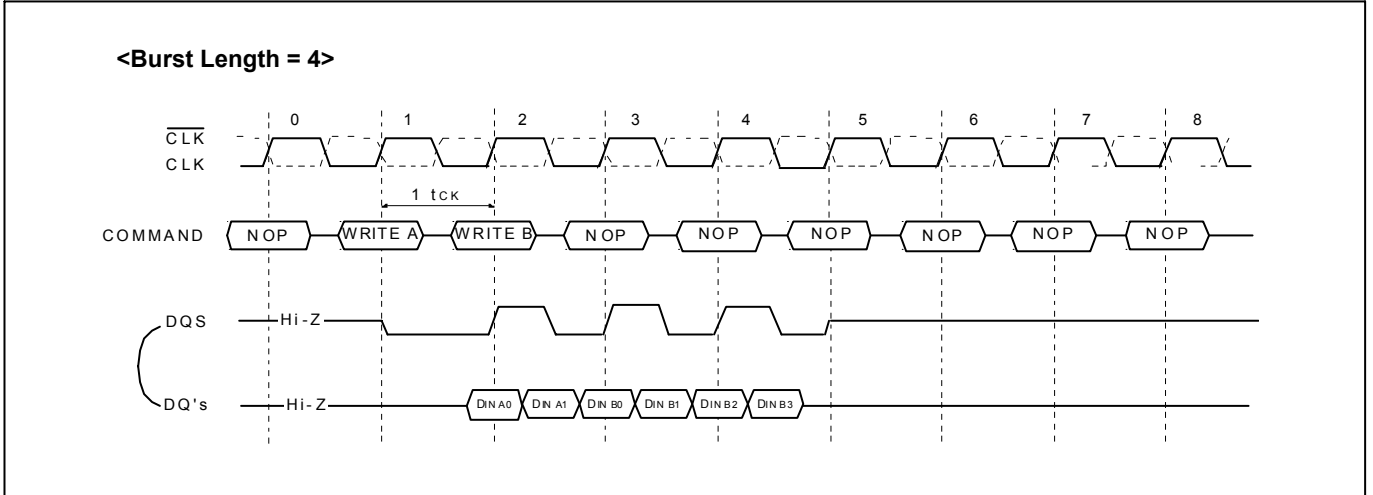 <Burst Length = 4>
0 1 2 3 4 5 6 7 8
CLK
CLK
1 tCK
COMMAND NOP WRITE A WRITE B NOP NOP NOP NOP NOP NOP
DQS Hi-Z
DQ's Hi-Z DIN A0 DIN A1 DIN B0 DIN B1 DIN B2 DIN B3